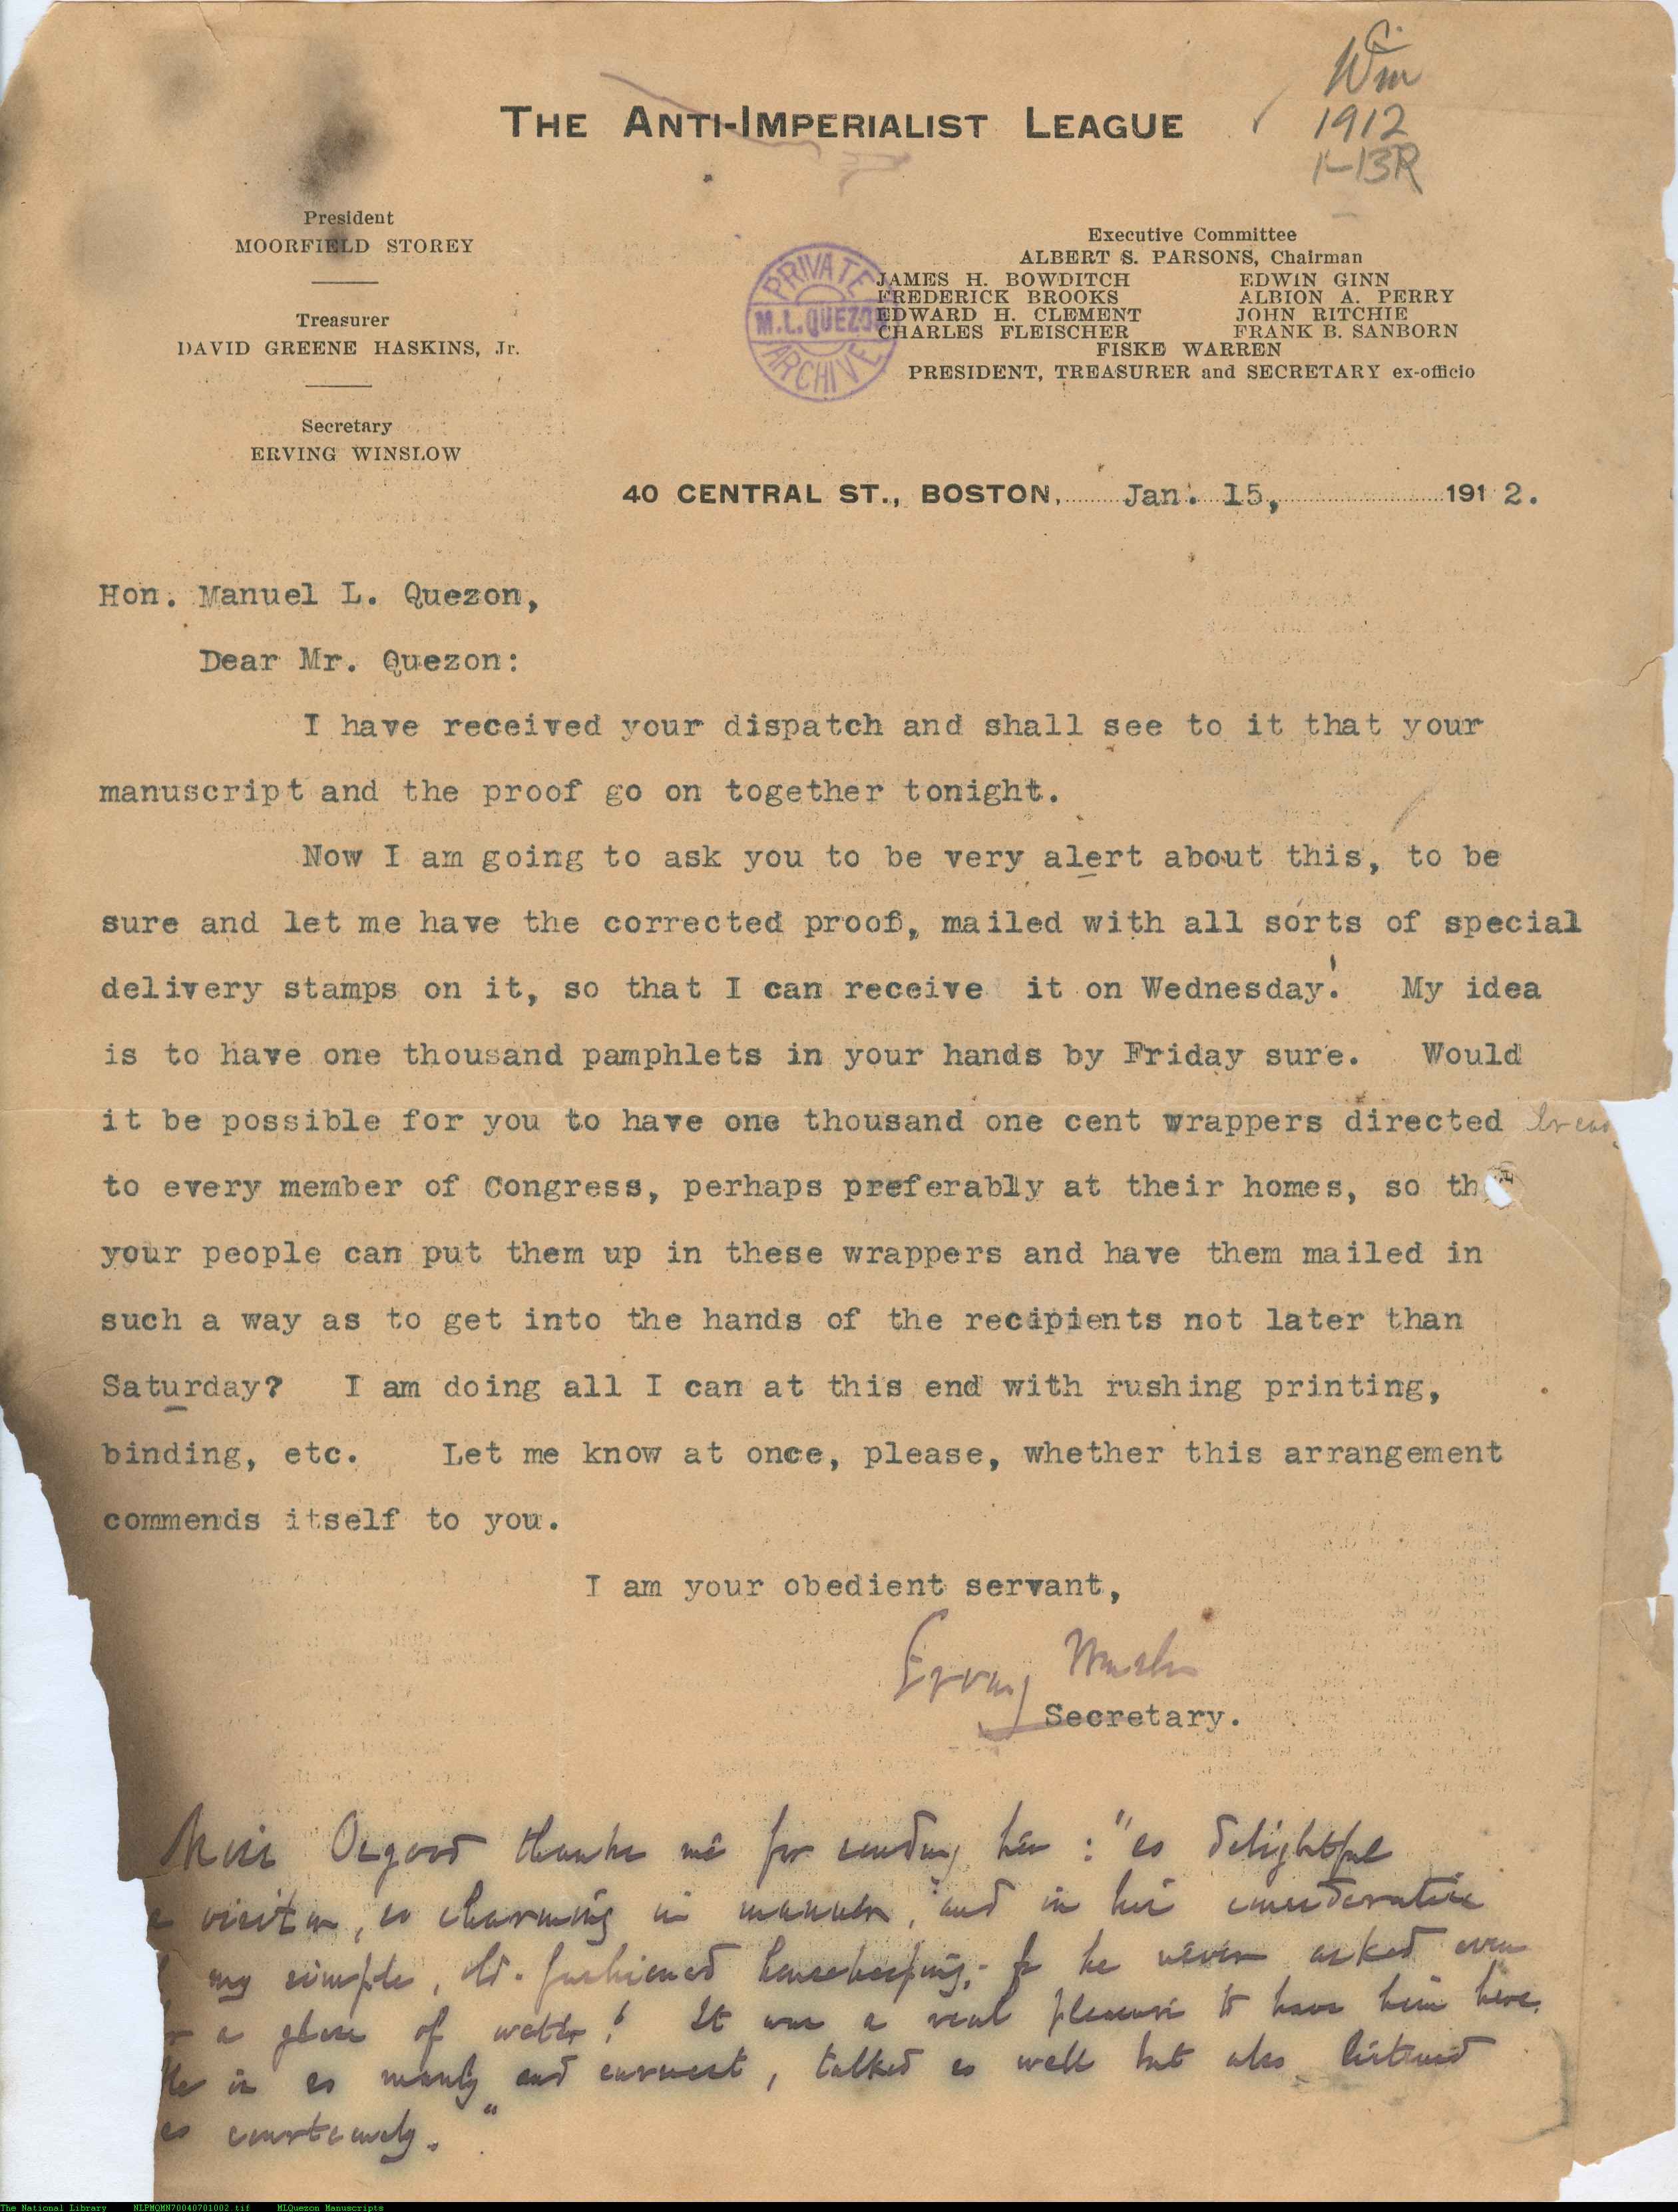 C.
Wm
1912
1-13R
THE ANTI-IMPERIALIST LEAGUE
President
MOORFIELD STOREY
Treasurer
DAVID GREENE HASKINS, Jr.
Secretary
ERVING WINSLOW
PRIVATE
M.L.QUEZON
ARCHIVE
Executive Committee
ALBERT S. PARSONS, Chairman
JAMES H. BOWDITCH EDWIN GINN
FREDERICK BROOKS ALBION A. PERRY
EDWARD H. CLEMENT JOHN RITCHIE
CHARLES FLEISCHER FRANK B. SANBORN
FISKE WARREN
PRESIDENT, TREASURER and SECRETARY ex-officio
40 CENTRAL ST., BOSTON, Jan. 15, 1912.
Hon. Manuel L. Quezon,
Dear Mr. Quezon:
I have received your dispatch and shall see to it that your
manuscript and the proof go on together tonight.
Now I am going to ask you to be very alert about this, to be
sure and let me have the corrected proof, mailed with all sorts of special
delivery stamps on it, so that I can receive it on Wednesday. My idea
is to have one thousand pamphlets in your hands by Friday sure. Would
it be possible for you to have one thousand one cent wrappers directed
to every member of Congress, perhaps preferably at their homes, so th
your people can put them up in these wrappers and have them mailed in
such a way as to get into the hands of the recipients not later than
Saturday? I am doing all I can at this end with rushing printing,
binding, etc. Let me know at once, please, whether this arrangement
commends itself to you.
I am your obedient servant,
Erving Winslow
Secretary.
Miss Osgood thanks me for sending her : "so delightful
a visitor, so charming in manner, and in his consideration
my simple, old-fashioned housekeeping,- for he never asked even
a glass of water! It was a real pleasure to have him here.
He is so manly and earnest, talked so well but also listened
so courteously."
The National Library NLPMQMN70040701002.tif MLQuezon Manuscripts